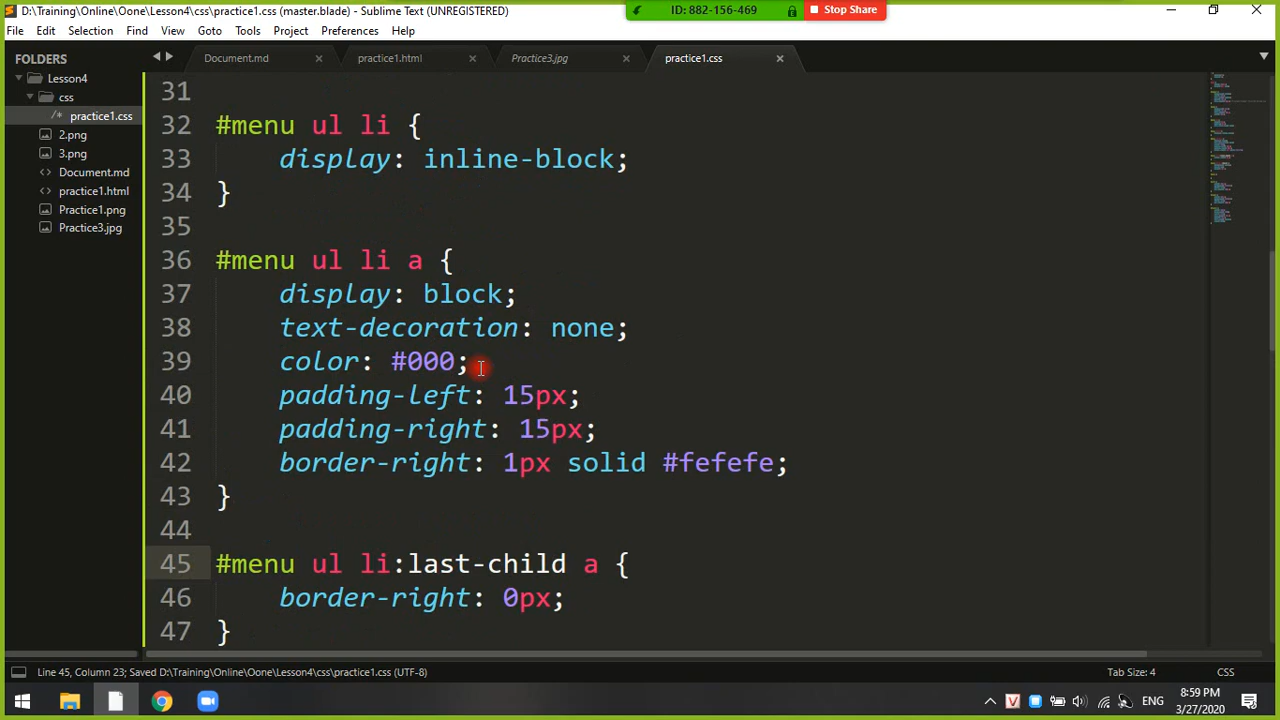 D:\Training\Online\Oone\Lesson4\css\practice1.css (master.blade) - Sublime Text (UNREGISTERED)
ID: 882-156-469
Stop Share
File Edit Selection Find View Goto Tools Project Preferences Help
FOLDERS
Lesson4
css
/* practice1.css
2.png
3.png
<> Document.md
<> practice1.html
Practice1.png
Practice3.jpg
Document.md
practice1.html
Practice3.jpg
practice1.css
31
32 #menu ul li {
33 display: inline-block;
34 }
35
36 #menu ul li a {
37 display: block;
38 text-decoration: none;
39 color: #000;
40 padding-left: 15px;
41 padding-right: 15px;
42 border-right: 1px solid #fefefe;
43 }
44
45 #menu ul li:last-child a {
46 border-right: 0px;
47 }
Line 45, Column 23; Saved D:\Training\Online\Oone\Lesson4\css\practice1.css (UTF-8)
Tab Size: 4
CSS
ENG
8:59 PM
3/27/2020